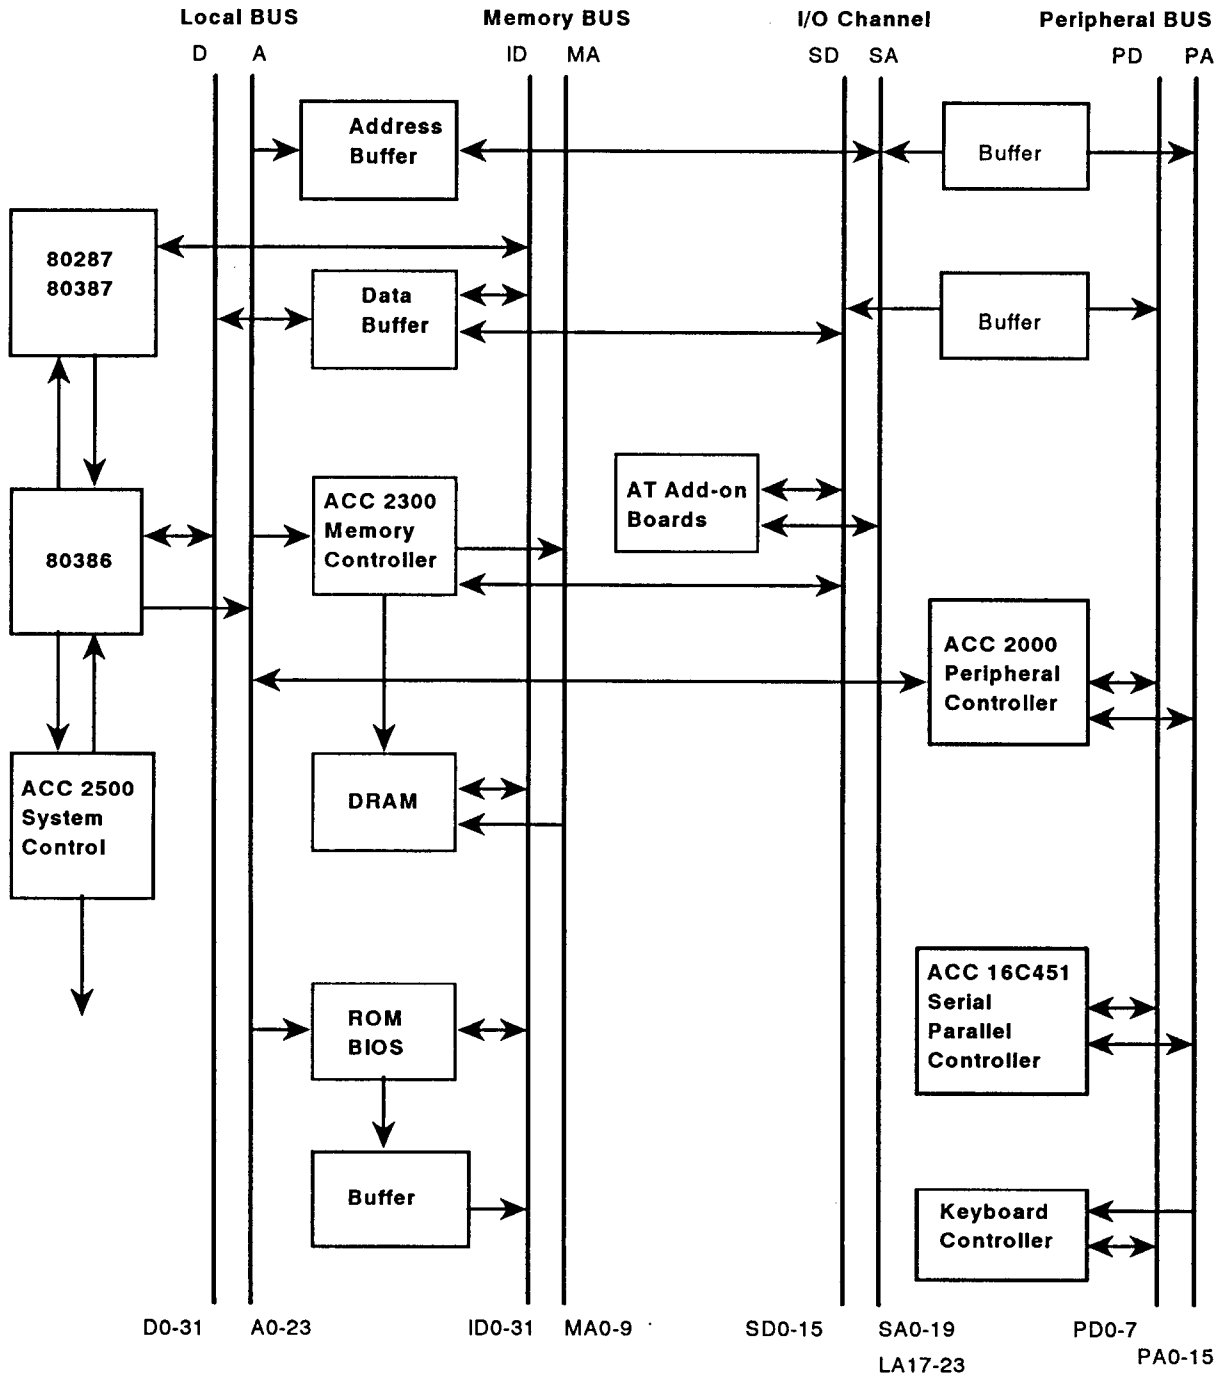 Local BUS
Memory BUS
I/O Channel
Peripheral BUS
D
A
ID
MA
SD
SA
PD
PA
Address
Buffer
Buffer
80287
80387
Data
Buffer
Buffer
80386
ACC 2300
Memory
Controller
AT Add-on
Boards
ACC 2000
Peripheral
Controller
ACC 2500
System
Control
DRAM
ACC 16C451
Serial
Parallel
Controller
ROM
BIOS
Buffer
Keyboard
Controller
D0-31
A0-23
ID0-31
MA0-9
SD0-15
SA0-19
LA17-23
PD0-7
PA0-15